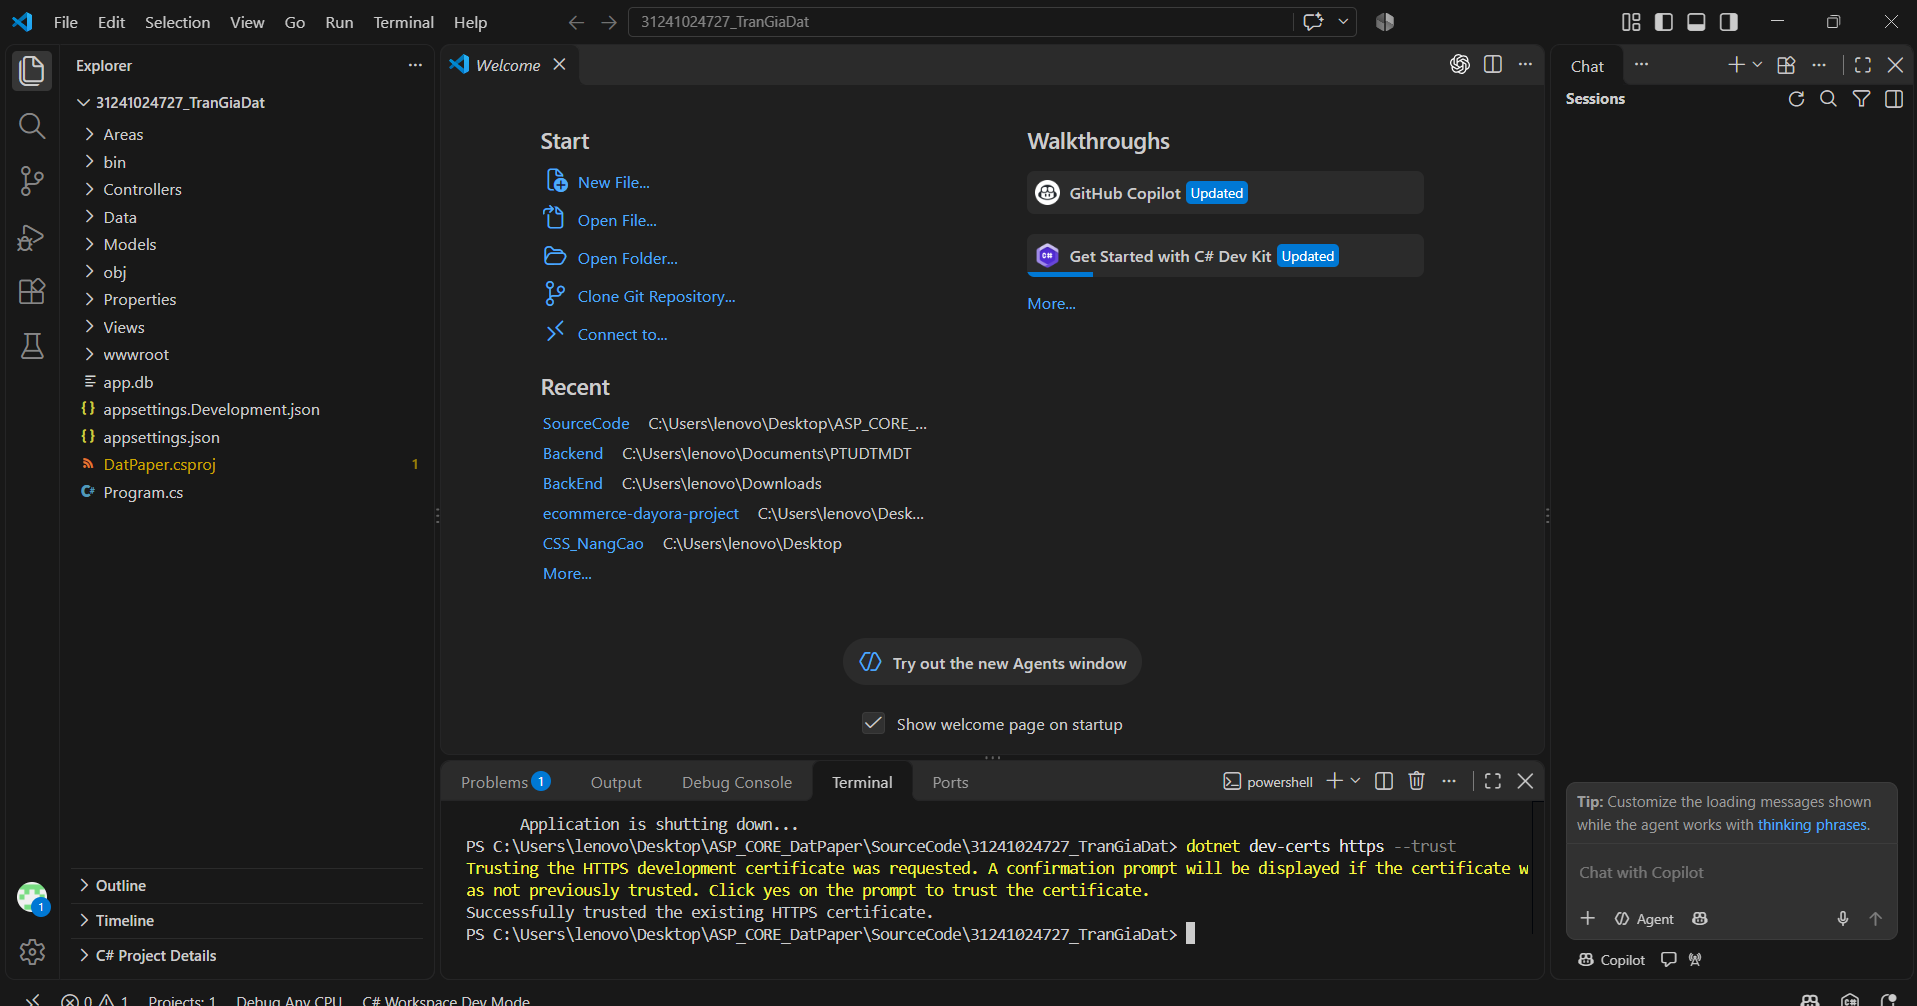 File Edit Selection View Go Run Terminal Help
31241024727_TranGiaDat
Explorer
31241024727_TranGiaDat
Areas
bin
Controllers
Data
Models
obj
Properties
Views
wwwroot
app.db
appsettings.Development.json
appsettings.json
DatPaper.csproj 1
Program.cs
Outline
Timeline
C# Project Details
1
Welcome
Start
New File...
Open File...
Open Folder...
Clone Git Repository...
Connect to...
Recent
SourceCode C:\Users\lenovo\Desktop\ASP_CORE_...
Backend C:\Users\lenovo\Documents\PTUDTMDT
BackEnd C:\Users\lenovo\Downloads
ecommerce-dayora-project C:\Users\lenovo\Desk...
CSS_NangCao C:\Users\lenovo\Desktop
More...
Walkthroughs
GitHub Copilot Updated
Get Started with C# Dev Kit Updated
More...
Try out the new Agents window
Show welcome page on startup
Problems 1 Output Debug Console Terminal Ports
powershell
Application is shutting down...
PS C:\Users\lenovo\Desktop\ASP_CORE_DatPaper\SourceCode\31241024727_TranGiaDat> dotnet dev-certs https --trust
Trusting the HTTPS development certificate was requested. A confirmation prompt will be displayed if the certificate w
as not previously trusted. Click yes on the prompt to trust the certificate.
Successfully trusted the existing HTTPS certificate.
PS C:\Users\lenovo\Desktop\ASP_CORE_DatPaper\SourceCode\31241024727_TranGiaDat>
Chat
Sessions
Tip: Customize the loading messages shown
while the agent works with thinking phrases.
Chat with Copilot
Agent
Copilot
0 1 Projects: 1 Debug Any CPU C# Workspace Dev Mode